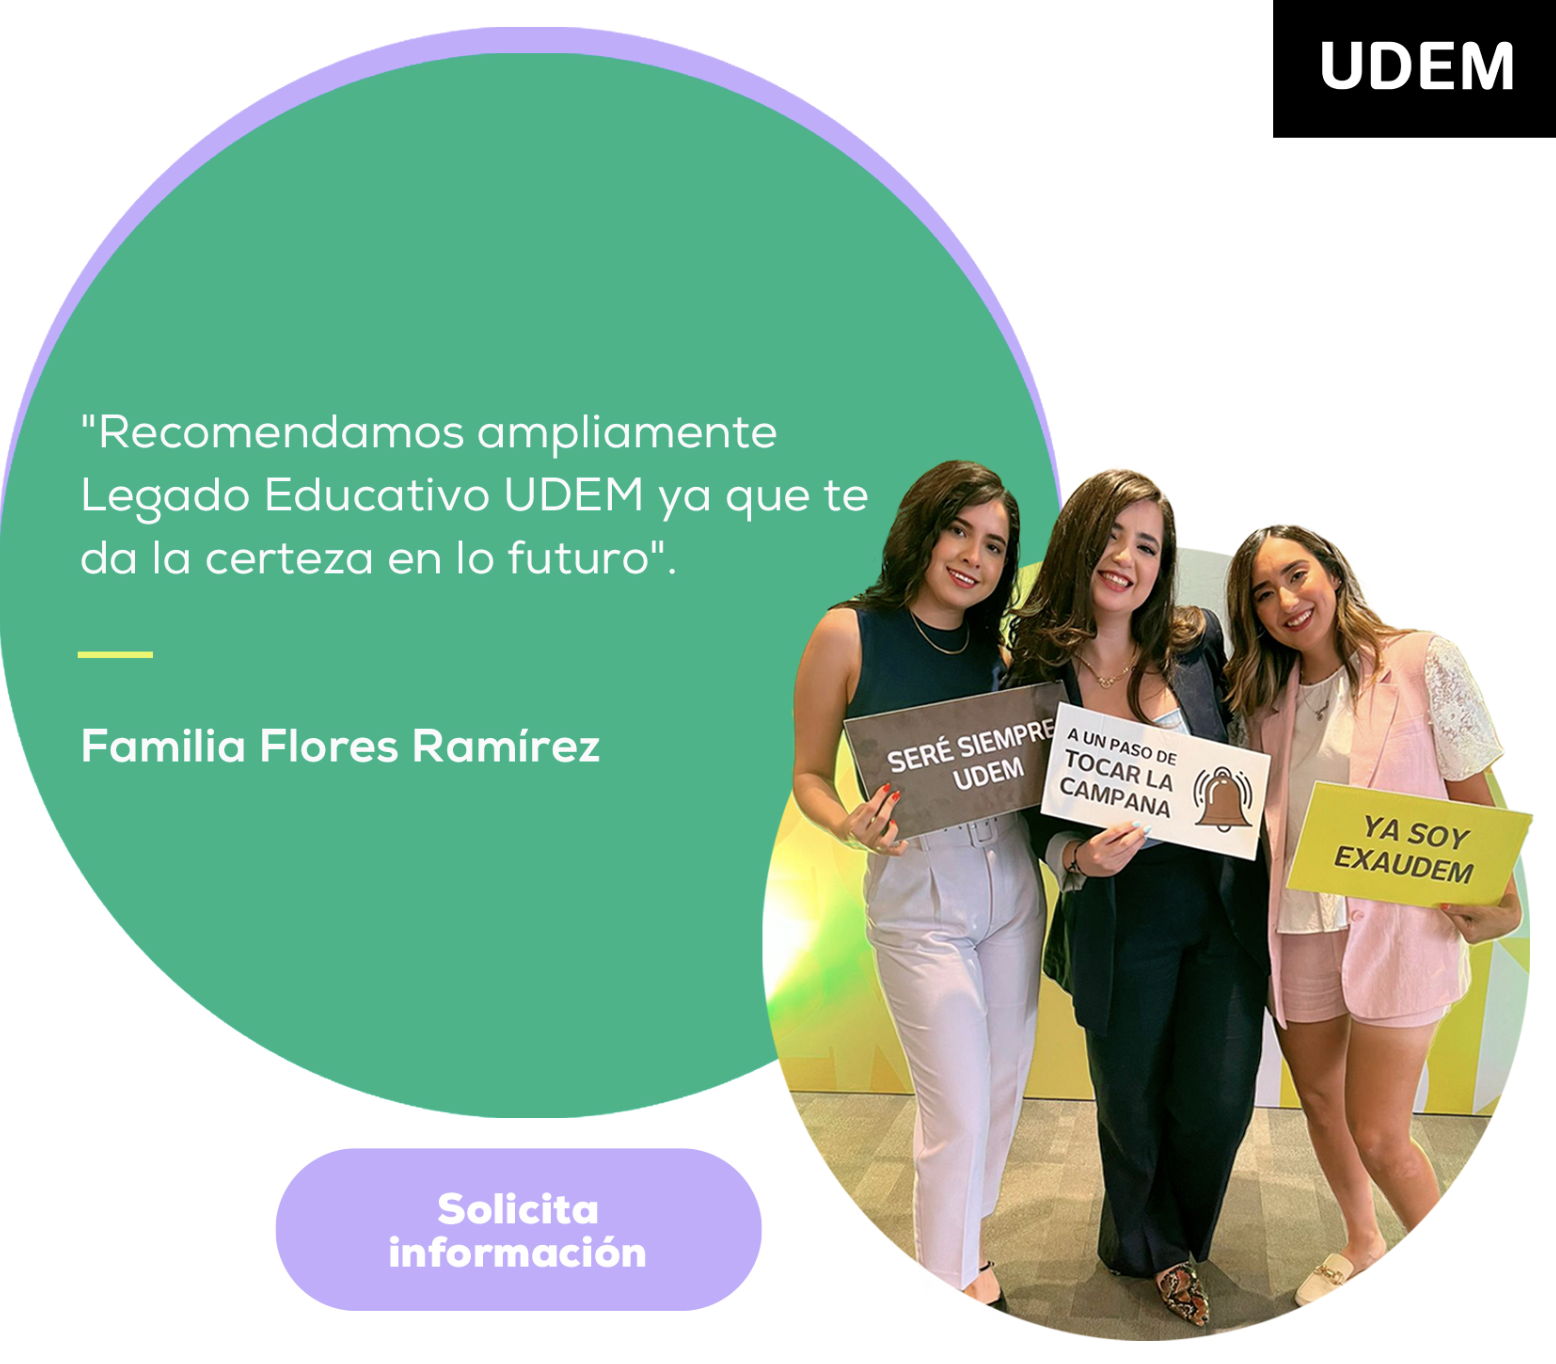 UDEM
"Recomendamos ampliamente
Legado Educativo UDEM ya que te
da la certeza en lo futuro".
Familia Flores Ramírez
SERÉ SIEMPRE
UDEM
A UN PASO DE
TOCAR LA
CAMPANA
YA SOY
EXAUDEM
Solicita
información